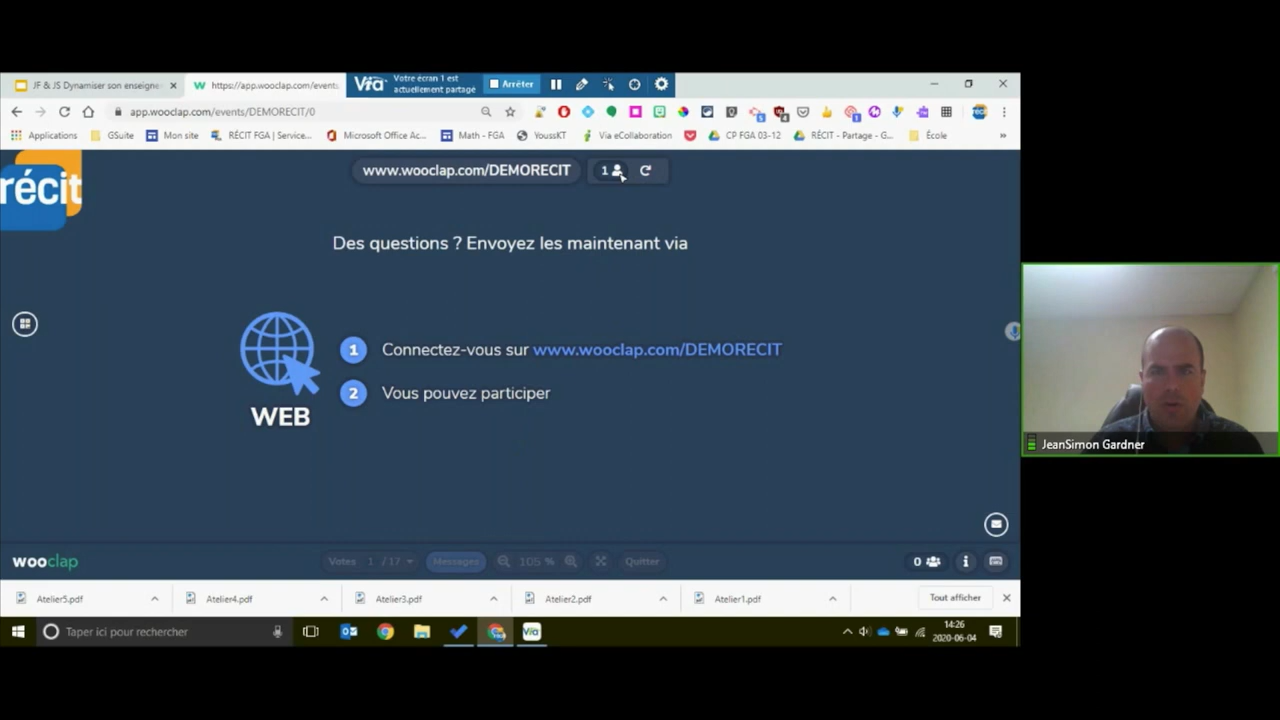 JF & JS Dynamiser son enseigne
https://app.wooclap.com/events
Via
Votre écran 1 est
actuellement partagé
Arrêter
app.wooclap.com/events/DEMORECIT/0
Applications
GSuite
Mon site
RÉCIT FGA | Service...
Microsoft Office Ac...
Math - FGA
YoussKT
Via eCollaboration
CP FGA 03-12
RÉCIT - Partage - G...
École
»
récit
www.wooclap.com/DEMORECIT
1
Des questions ? Envoyez les maintenant via
WEB
1 Connectez-vous sur www.wooclap.com/DEMORECIT
2 Vous pouvez participer
JeanSimon Gardner
wooclap
Votes 1 / 17
Messages
105 %
Quitter
0
Atelier5.pdf
Atelier4.pdf
Atelier3.pdf
Atelier2.pdf
Atelier1.pdf
Tout afficher
Taper ici pour rechercher
Via
14:26
2020-06-04